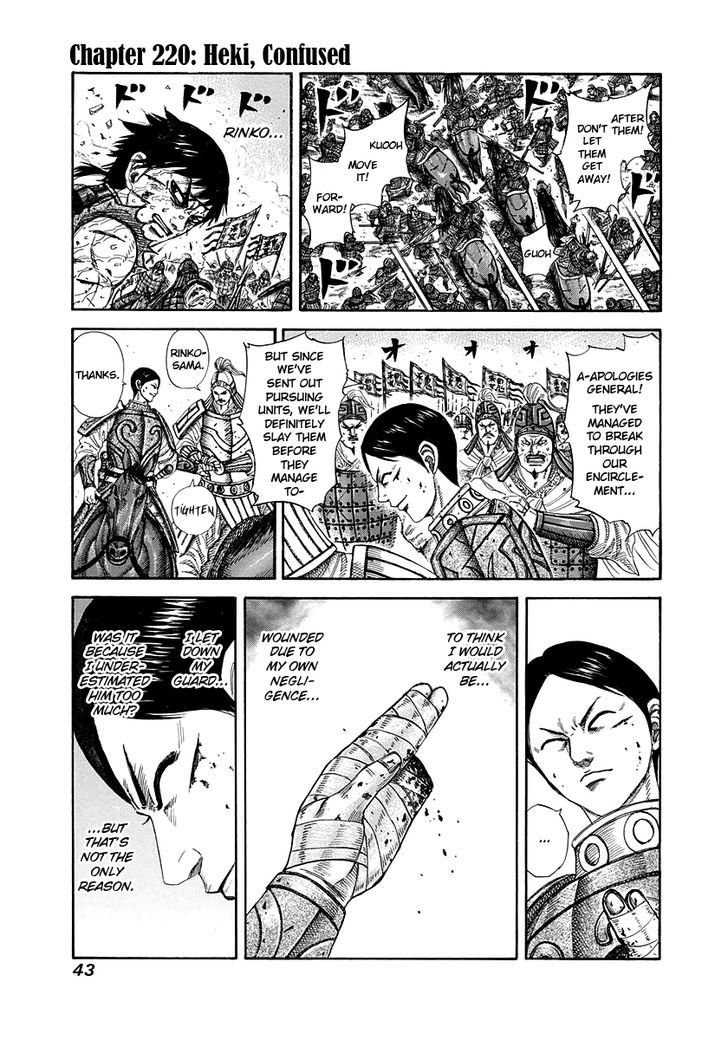 Chapter 220: Heki, Confused
AFTER
THEM!
DON'T
LET
THEM
GET
AWAY!
GUOH
KUOOH
MOVE
IT!
FOR-
WARD!
ド
ド
ド
ド
RINKO...
ド
ド
A-APOLOGIES
GENERAL!
THEY'VE
MANAGED
TO BREAK
THROUGH
OUR
ENCIRCLE-
MENT...
オ
オ
BUT SINCE
WE'VE
SENT OUT
PURSUING
UNITS, WE'LL
DEFINITELY
SLAY THEM
BEFORE
THEY
MANAGE
TO-
RINKO-
SAMA.
THANKS.
TIGHTEN
...
TO THINK
I WOULD
ACTUALLY
BE...
WOUNDED
DUE TO
MY OWN
NEGLI-
GENCE...
I LET
DOWN
MY
GUARD...
WAS IT
BECAUSE
I UNDER-
ESTIMATED
HIM TOO
MUCH?
...BUT
THAT'S
NOT THE
ONLY
REASON.
43